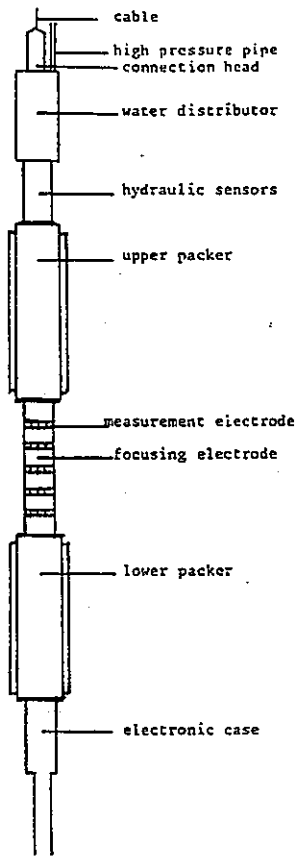 cable
high pressure pipe
connection head
water distributor
hydraulic sensors
upper packer
measurement electrode
focusing electrode
lower packer
electronic case